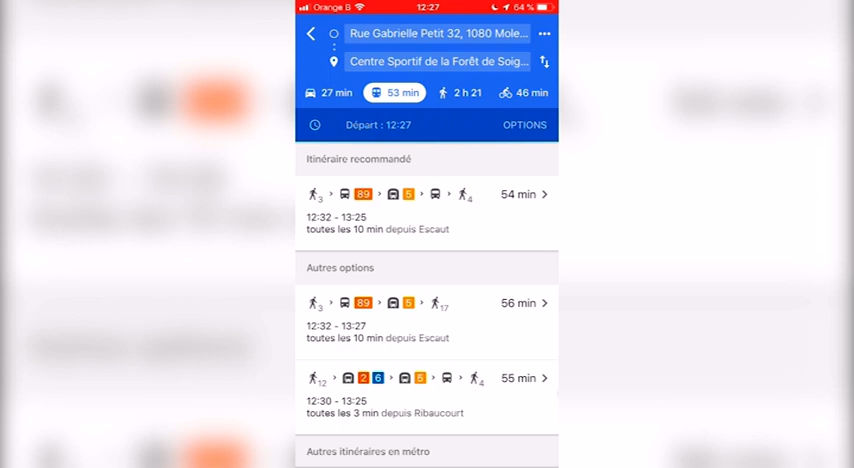 Orange B 12:27 64 %
Rue Gabrielle Petit 32, 1080 Mole...
Centre Sportif de la Forêt de Soig...
27 min 53 min 2 h 21 46 min
Départ : 12:27 OPTIONS
Itinéraire recommandé
3 89 5 4 54 min
12:32 - 13:25
toutes les 10 min depuis Escaut
Autres options
3 89 5 17 56 min
12:32 - 13:27
toutes les 10 min depuis Escaut
12 2 6 5 4 55 min
12:30 - 13:25
toutes les 3 min depuis Ribaucourt
Autres itinéraires en métro